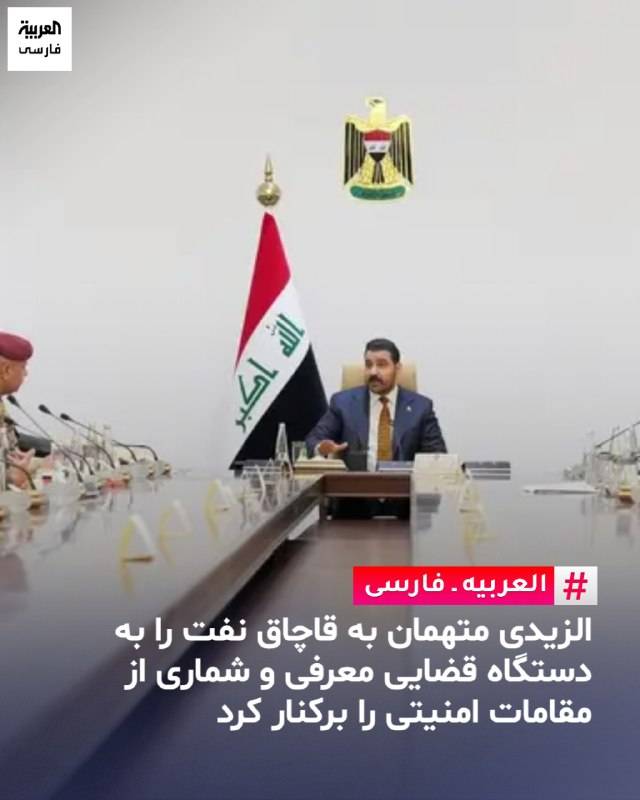 العربية
فارسی
الله
اكبر
# العربیه ـ فارسی
الزیدی متهمان به قاچاق نفت را به
دستگاه قضایی معرفی و شماری از
مقامات امنیتی را برکنار کرد